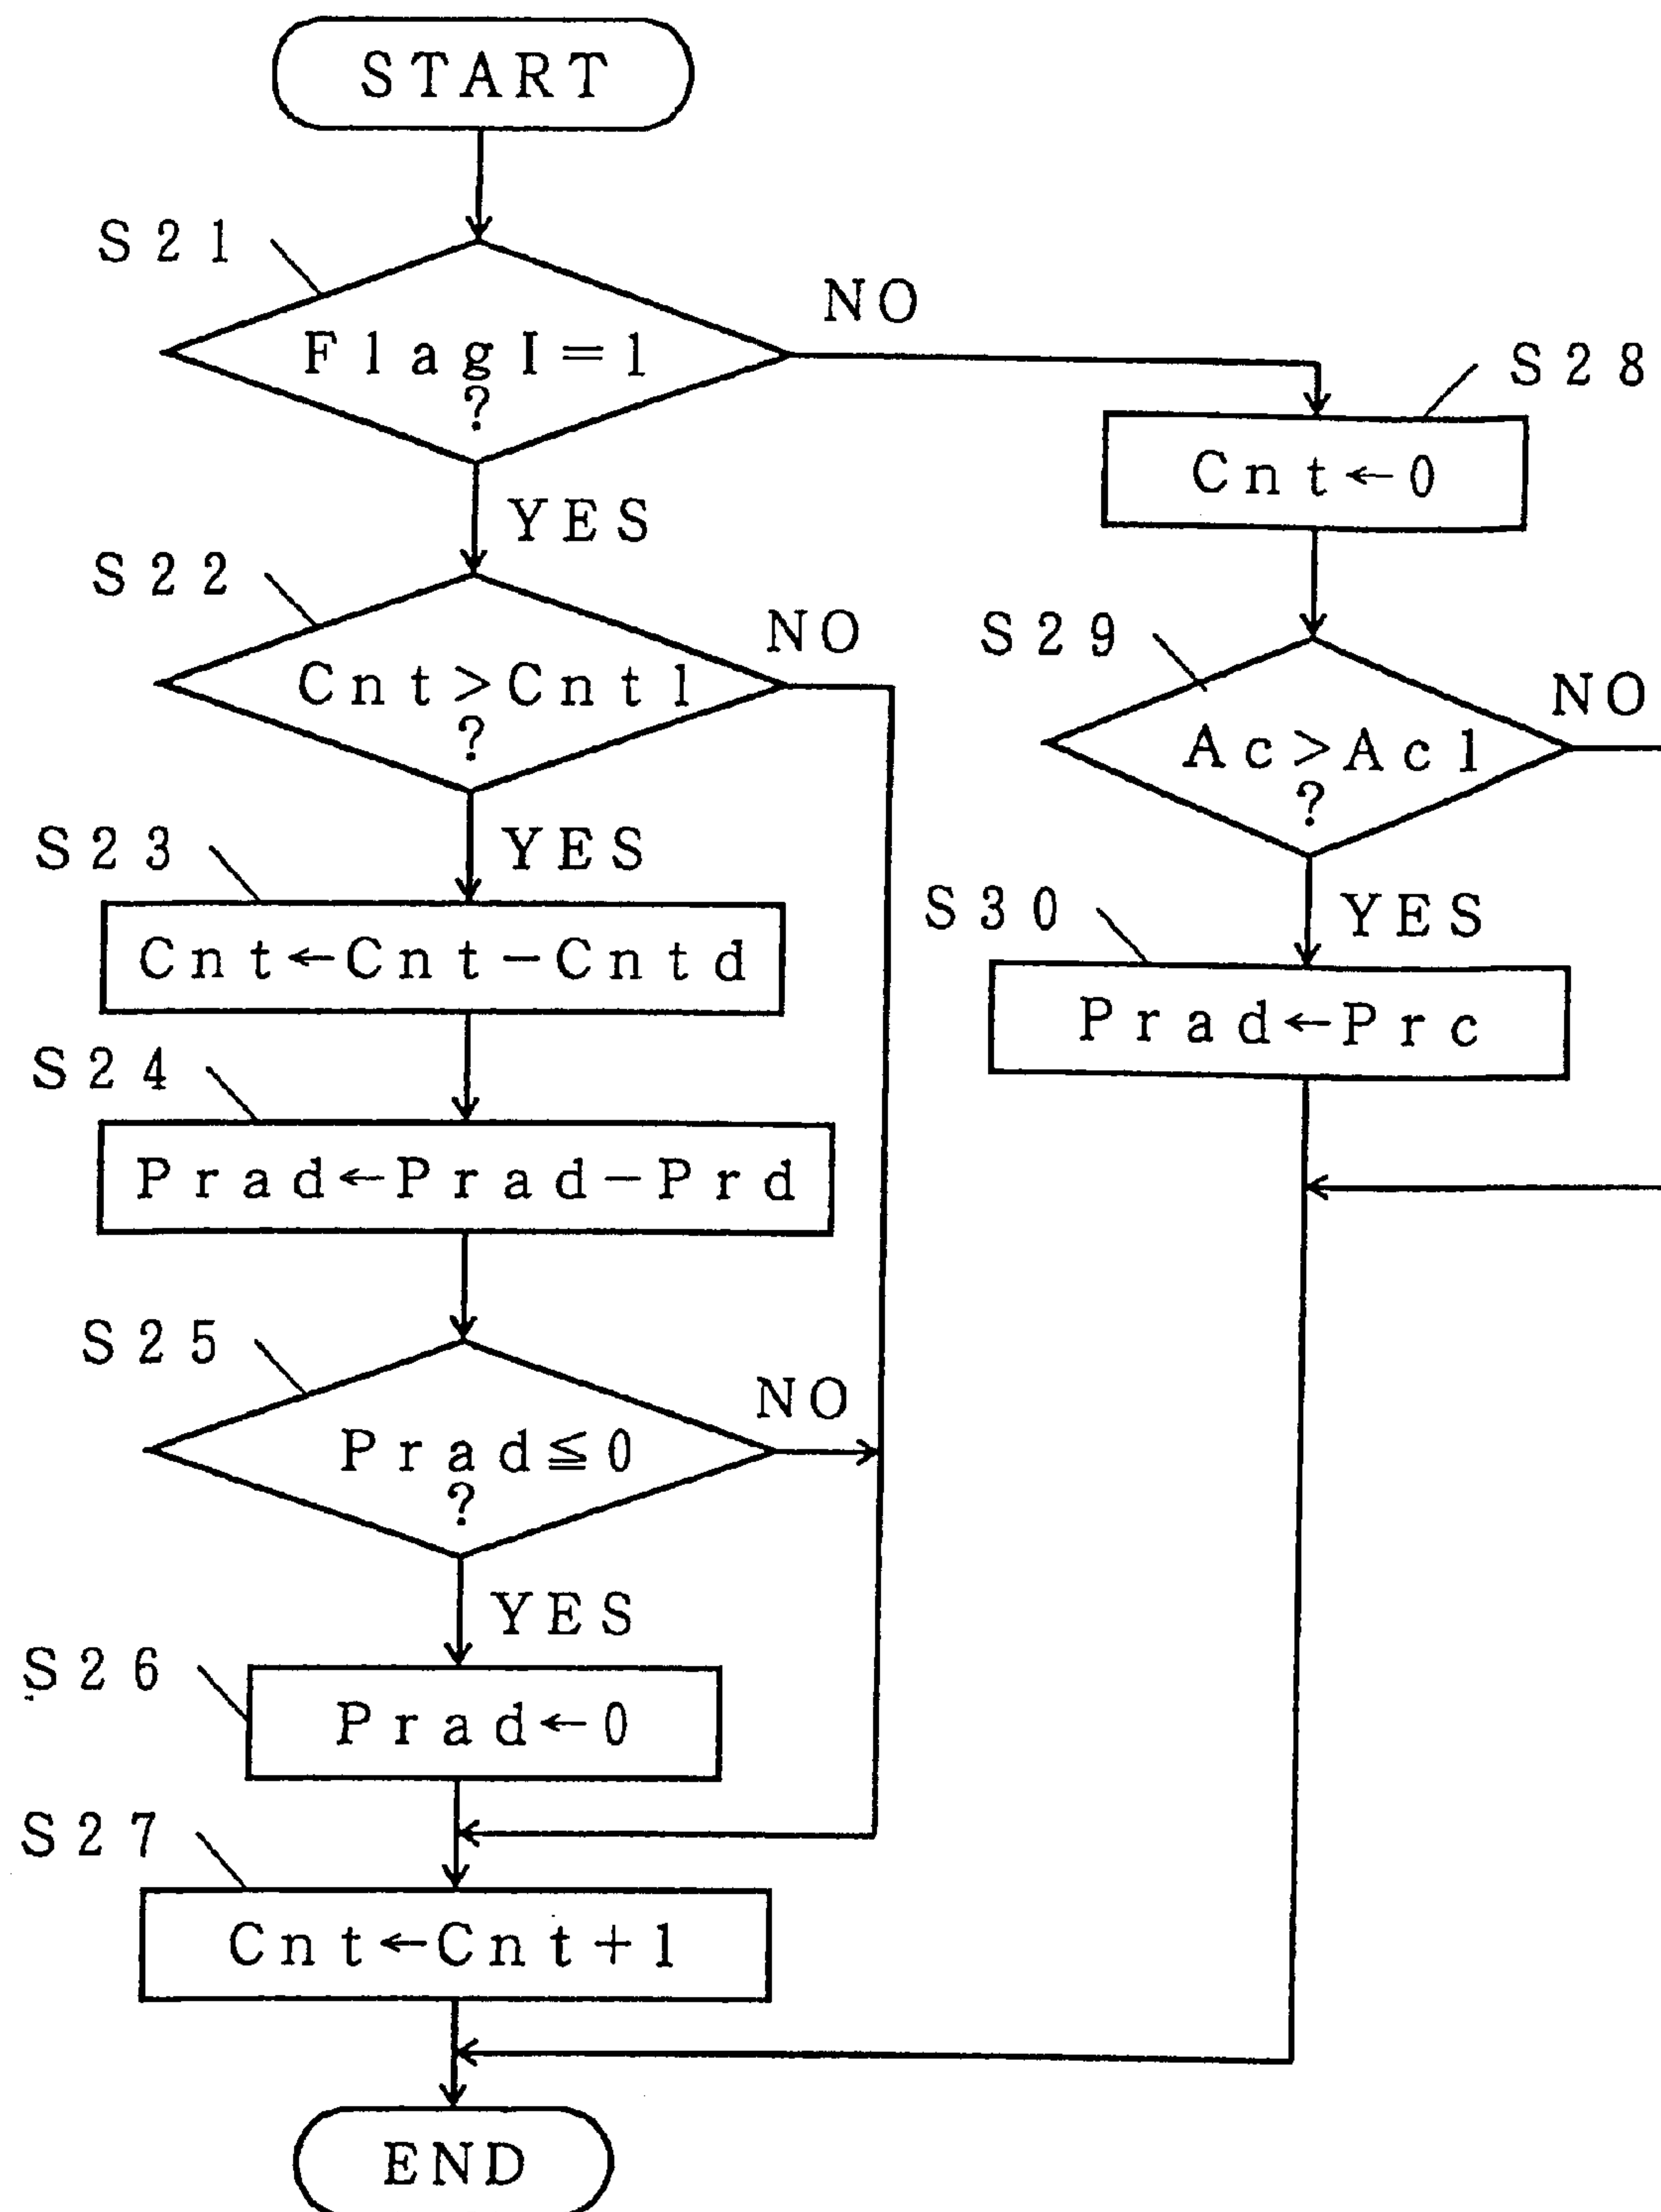 START
S21
FlagI=1
?
NO
YES
S28
Cnt←0
S22
Cnt>Cnt1
?
NO
YES
S29
Ac>Ac1
?
NO
YES
S23
Cnt←Cnt-Cntd
S30
Prad←Prc
S24
Prad←Prad-Prd
S25
Prad≦0
?
NO
YES
S26
Prad←0
S27
Cnt←Cnt+1
END